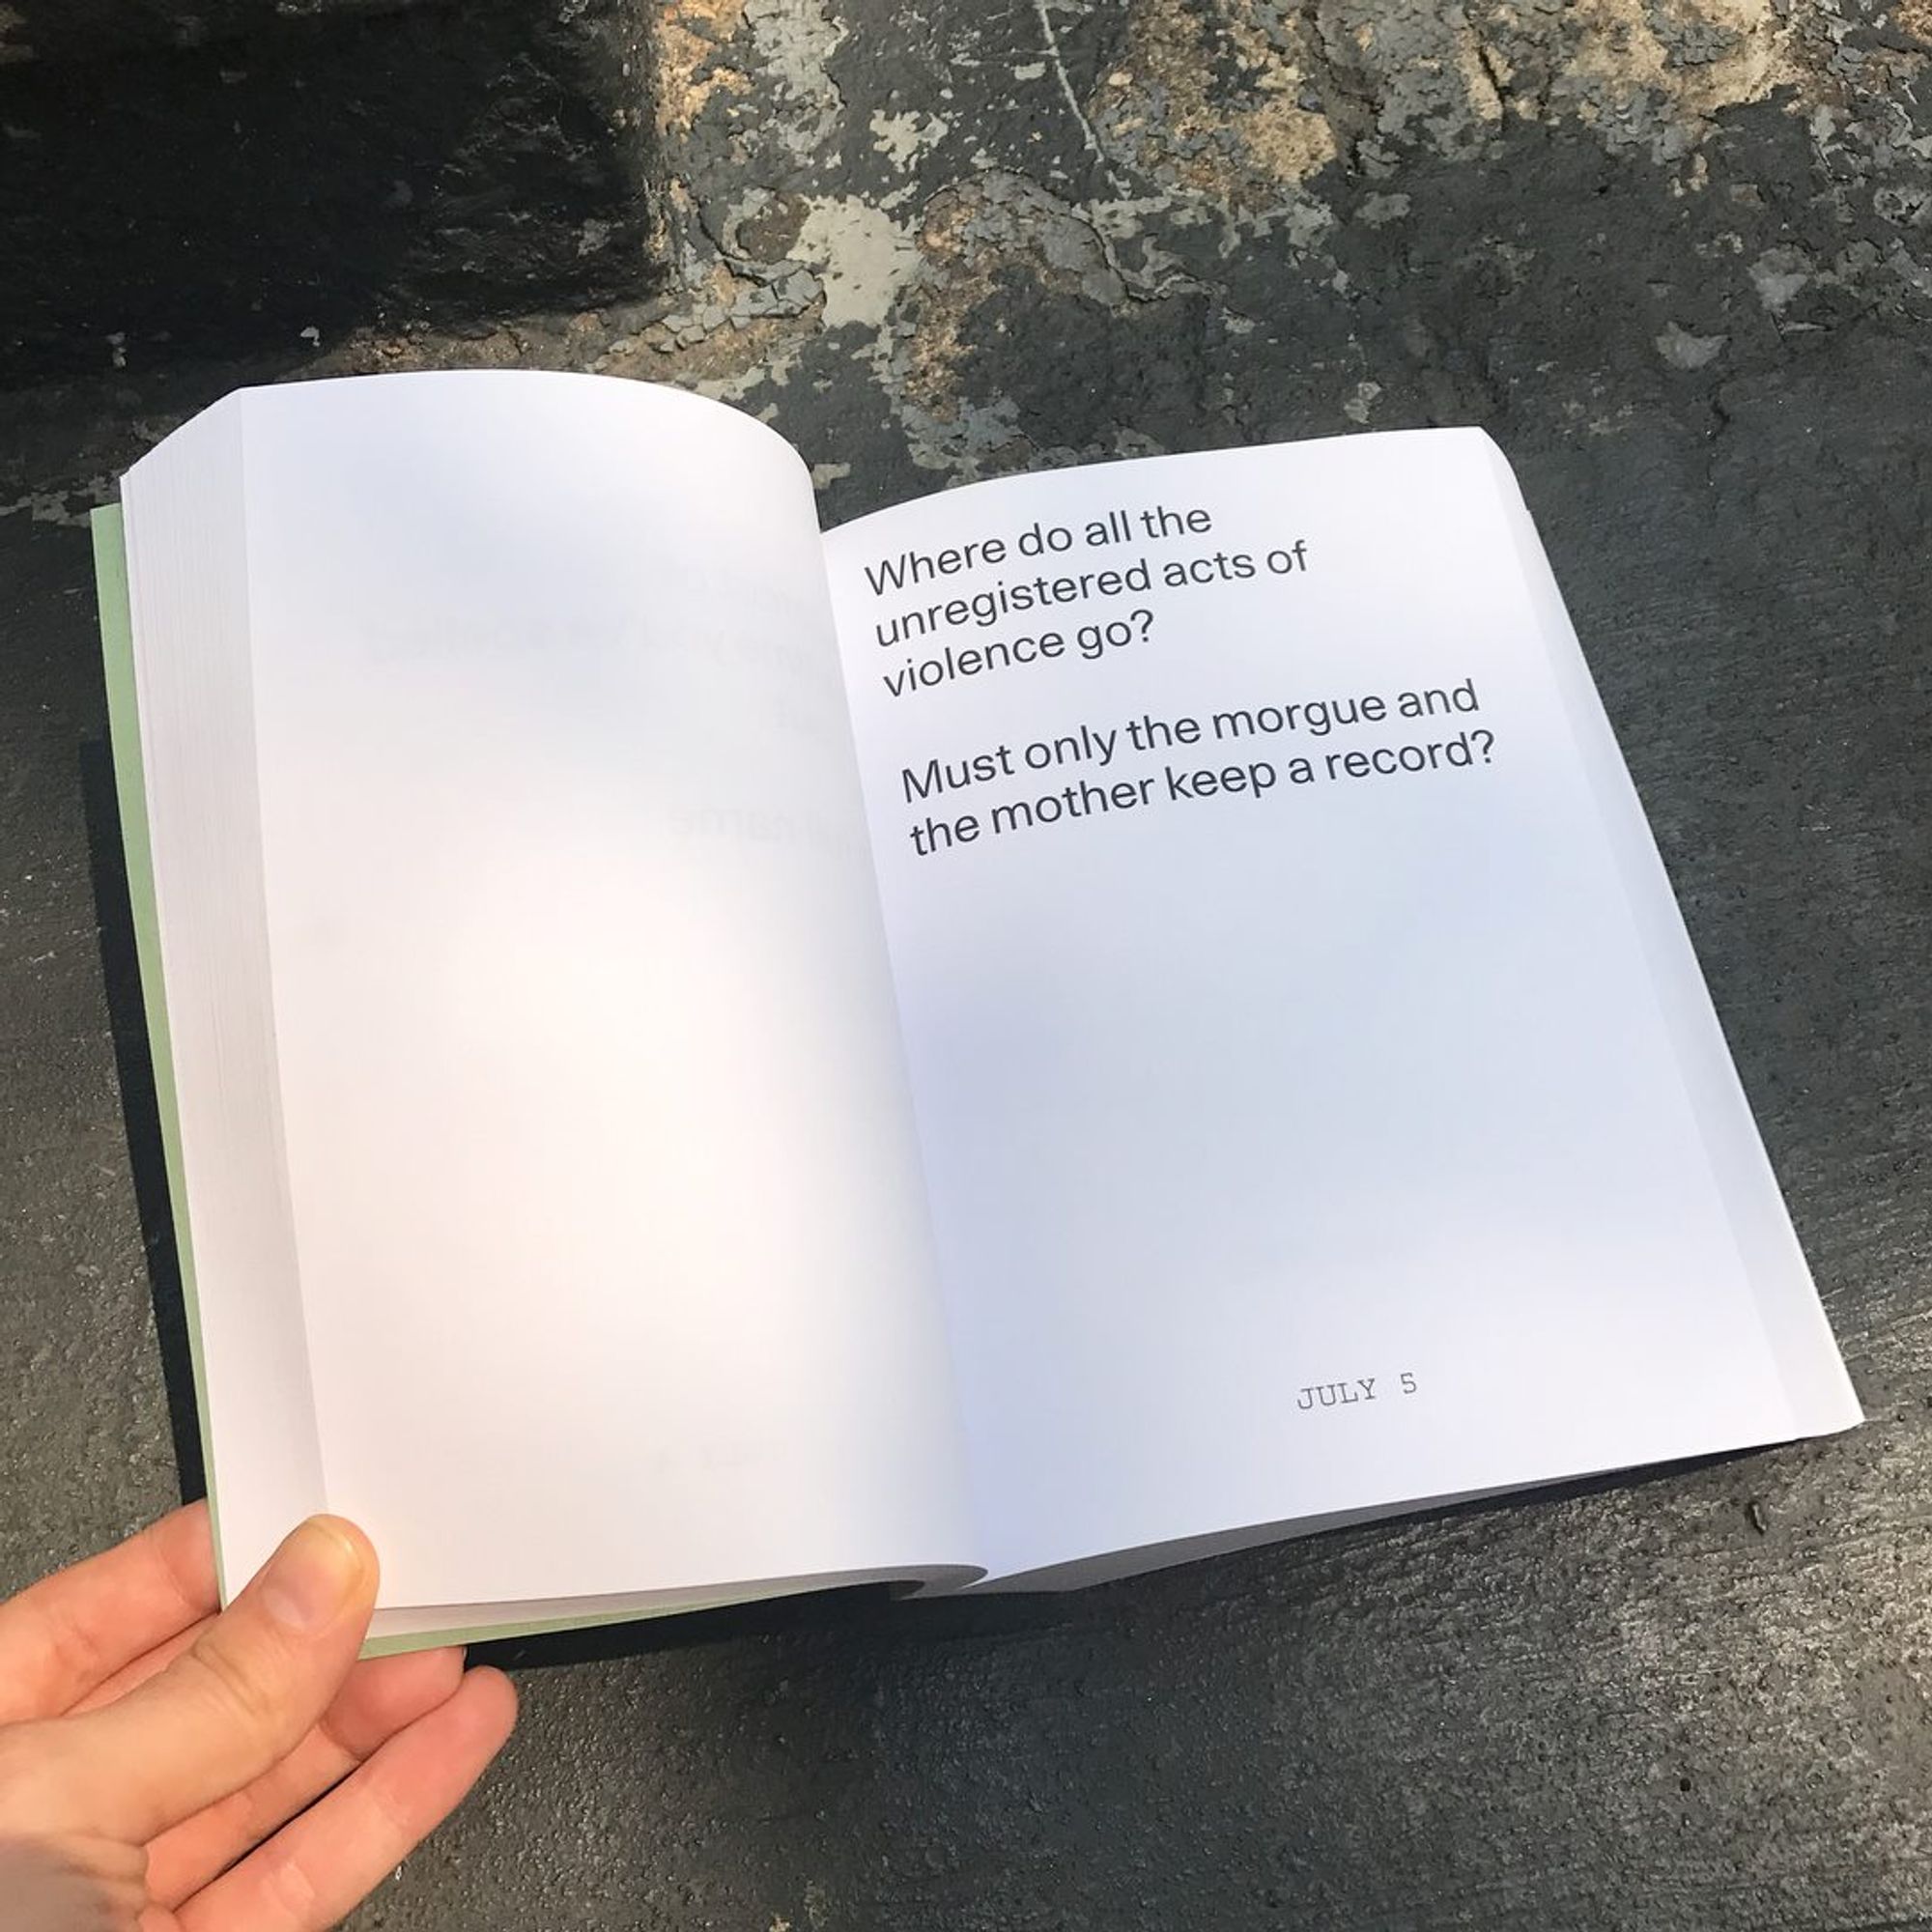 Where do all the
unregistered acts of
violence go?
Must only the morgue and
the mother keep a record?
JULY 5